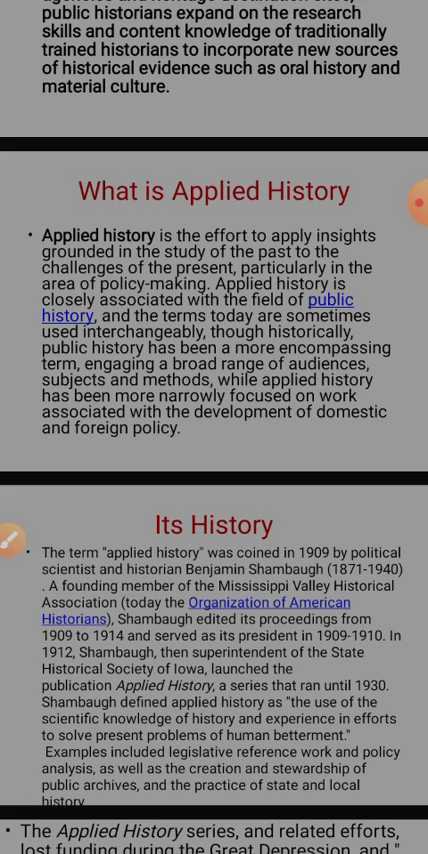 public historians expand on the research
skills and content knowledge of traditionally
trained historians to incorporate new sources
of historical evidence such as oral history and
material culture.
What is Applied History
• Applied history is the effort to apply insights
grounded in the study of the past to the
challenges of the present, particularly in the
area of policy-making. Applied history is
closely associated with the field of public
history, and the terms today are sometimes
used interchangeably, though historically,
public history has been a more encompassing
term, engaging a broad range of audiences,
subjects and methods, while applied history
has been more narrowly focused on work
associated with the development of domestic
and foreign policy.
Its History
• The term "applied history" was coined in 1909 by political
scientist and historian Benjamin Shambaugh (1871-1940)
. A founding member of the Mississippi Valley Historical
Association (today the Organization of American
Historians), Shambaugh edited its proceedings from
1909 to 1914 and served as its president in 1909-1910. In
1912, Shambaugh, then superintendent of the State
Historical Society of Iowa, launched the
publication Applied History, a series that ran until 1930.
Shambaugh defined applied history as "the use of the
scientific knowledge of history and experience in efforts
to solve present problems of human betterment."
Examples included legislative reference work and policy
analysis, as well as the creation and stewardship of
public archives, and the practice of state and local
history
• The Applied History series, and related efforts,
lost funding during the Great Depression, and "